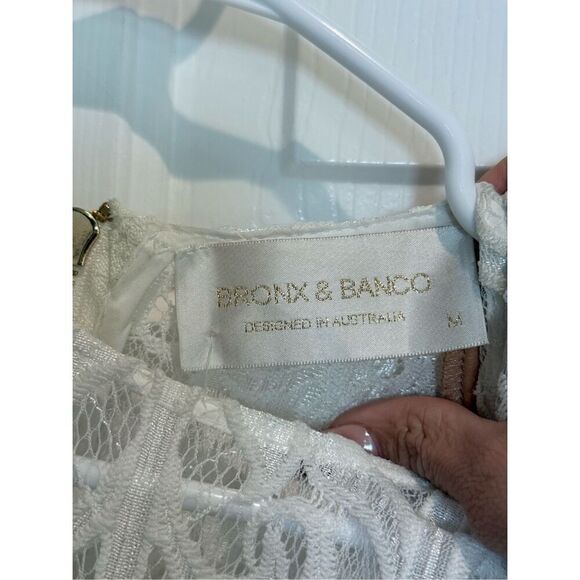 BRONX & BANCO
DESIGNED IN AUSTRALIA
M